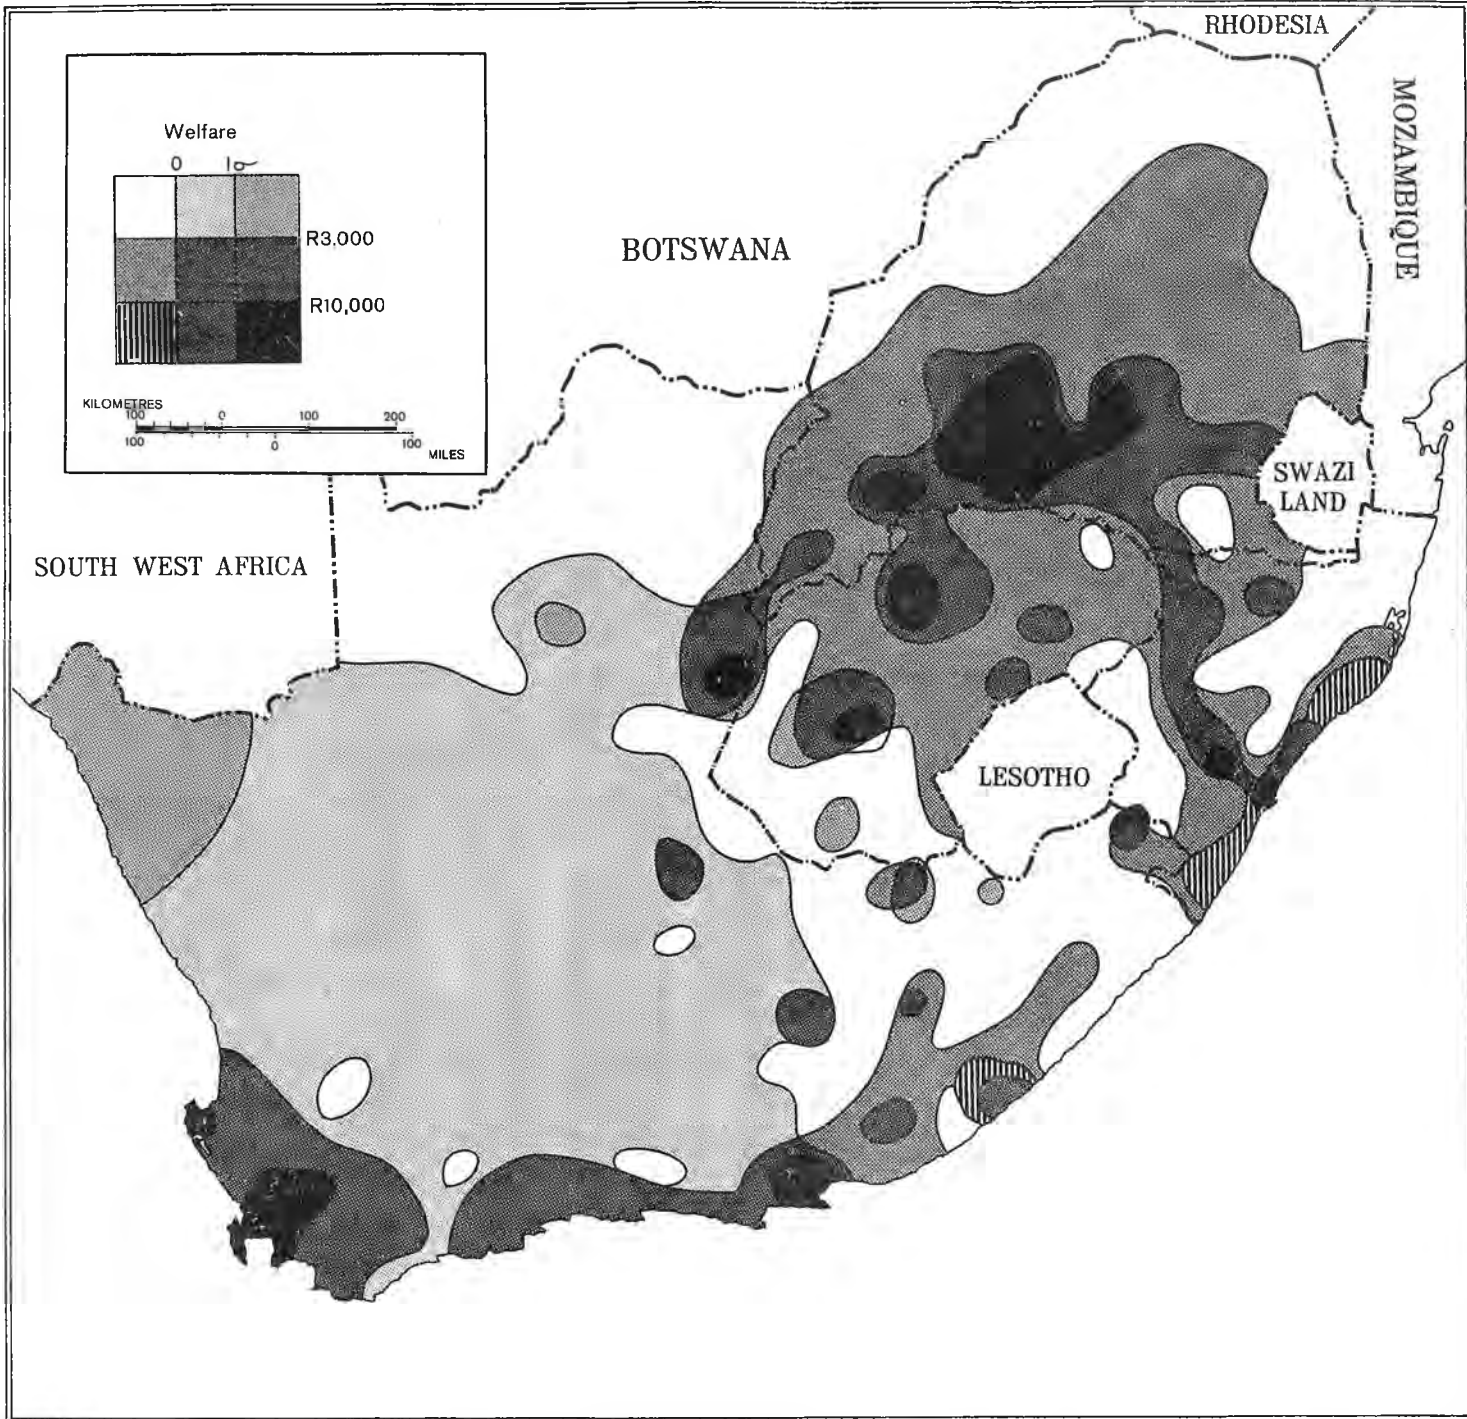 RHODESIA
MOZAMBIQUE
Welfare
0 1σ
R3,000
R10,000
BOTSWANA
KILOMETRES
100 0 100 200
100 0 100
MILES
SWAZI
LAND
SOUTH WEST AFRICA
LESOTHO